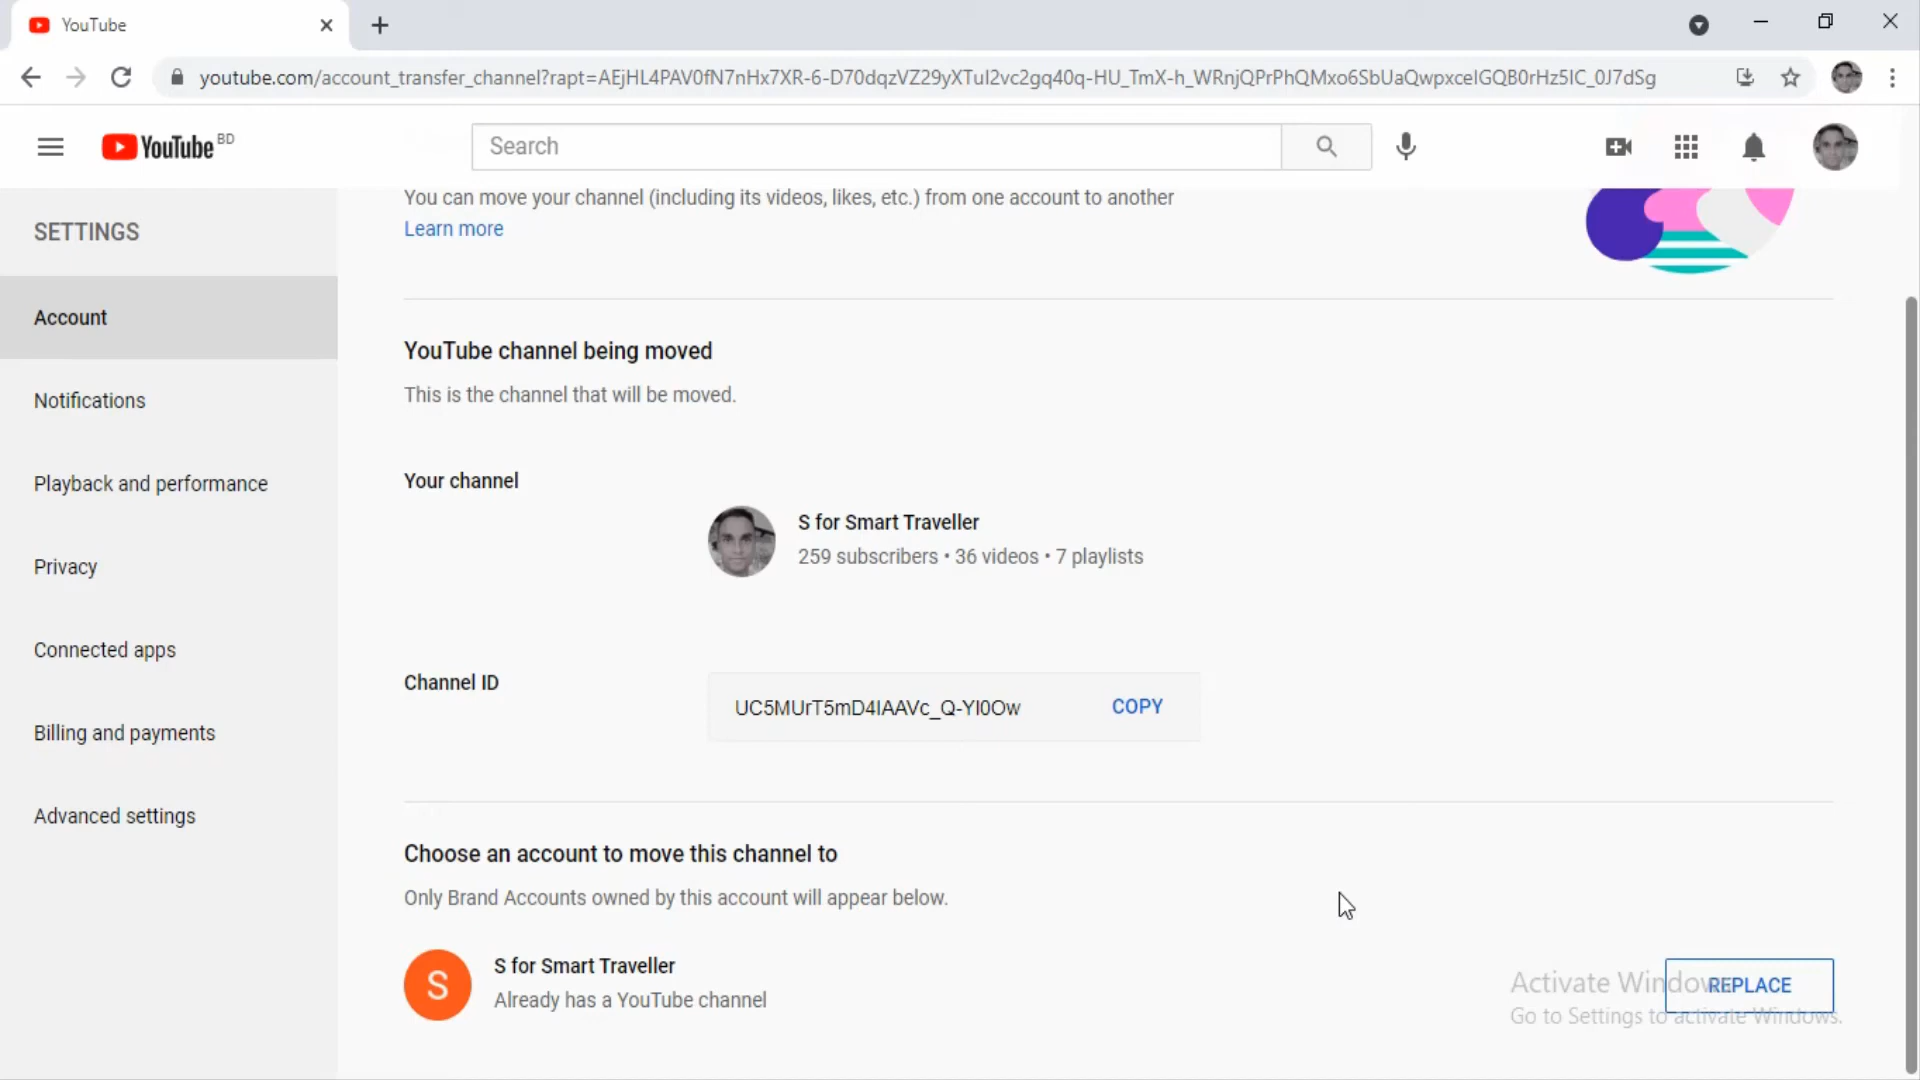 YouTube
youtube.com/account_transfer_channel?rapt=AEjHL4PAV0fN7nHx7XR-6-D70dqzVZ29yXTuI2vc2gq40q-HU_TmX-h_WRnjQPrPhQMxo6SbUaQwpxceIGQB0rHz5IC_0J7dSg
YouTube BD
Search
You can move your channel (including its videos, likes, etc.) from one account to another
Learn more
SETTINGS
Account
Notifications
Playback and performance
Privacy
Connected apps
Billing and payments
Advanced settings
YouTube channel being moved
This is the channel that will be moved.
Your channel
S for Smart Traveller
259 subscribers • 36 videos • 7 playlists
Channel ID
UC5MUrT5mD4IAAVc_Q-YI0Ow
COPY
Choose an account to move this channel to
Only Brand Accounts owned by this account will appear below.
S
S for Smart Traveller
Already has a YouTube channel
REPLACE
Activate Windows
Go to Settings to activate Windows.